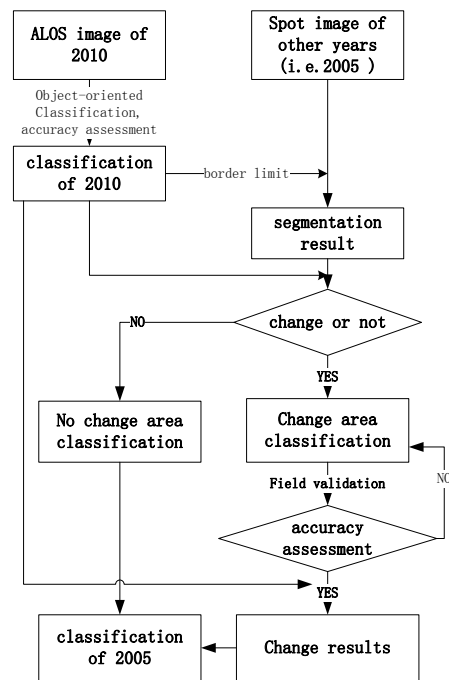 ALOS image of
2010
Spot image of
other years
(i.e.2005 )
Object-oriented
Classification,
accuracy assessment
classification
of 2010
border limit
segmentation
result
change or not
NO
YES
No change area
classification
Change area
classification
NO
Field validation
accuracy
assessment
YES
classification
of 2005
Change results